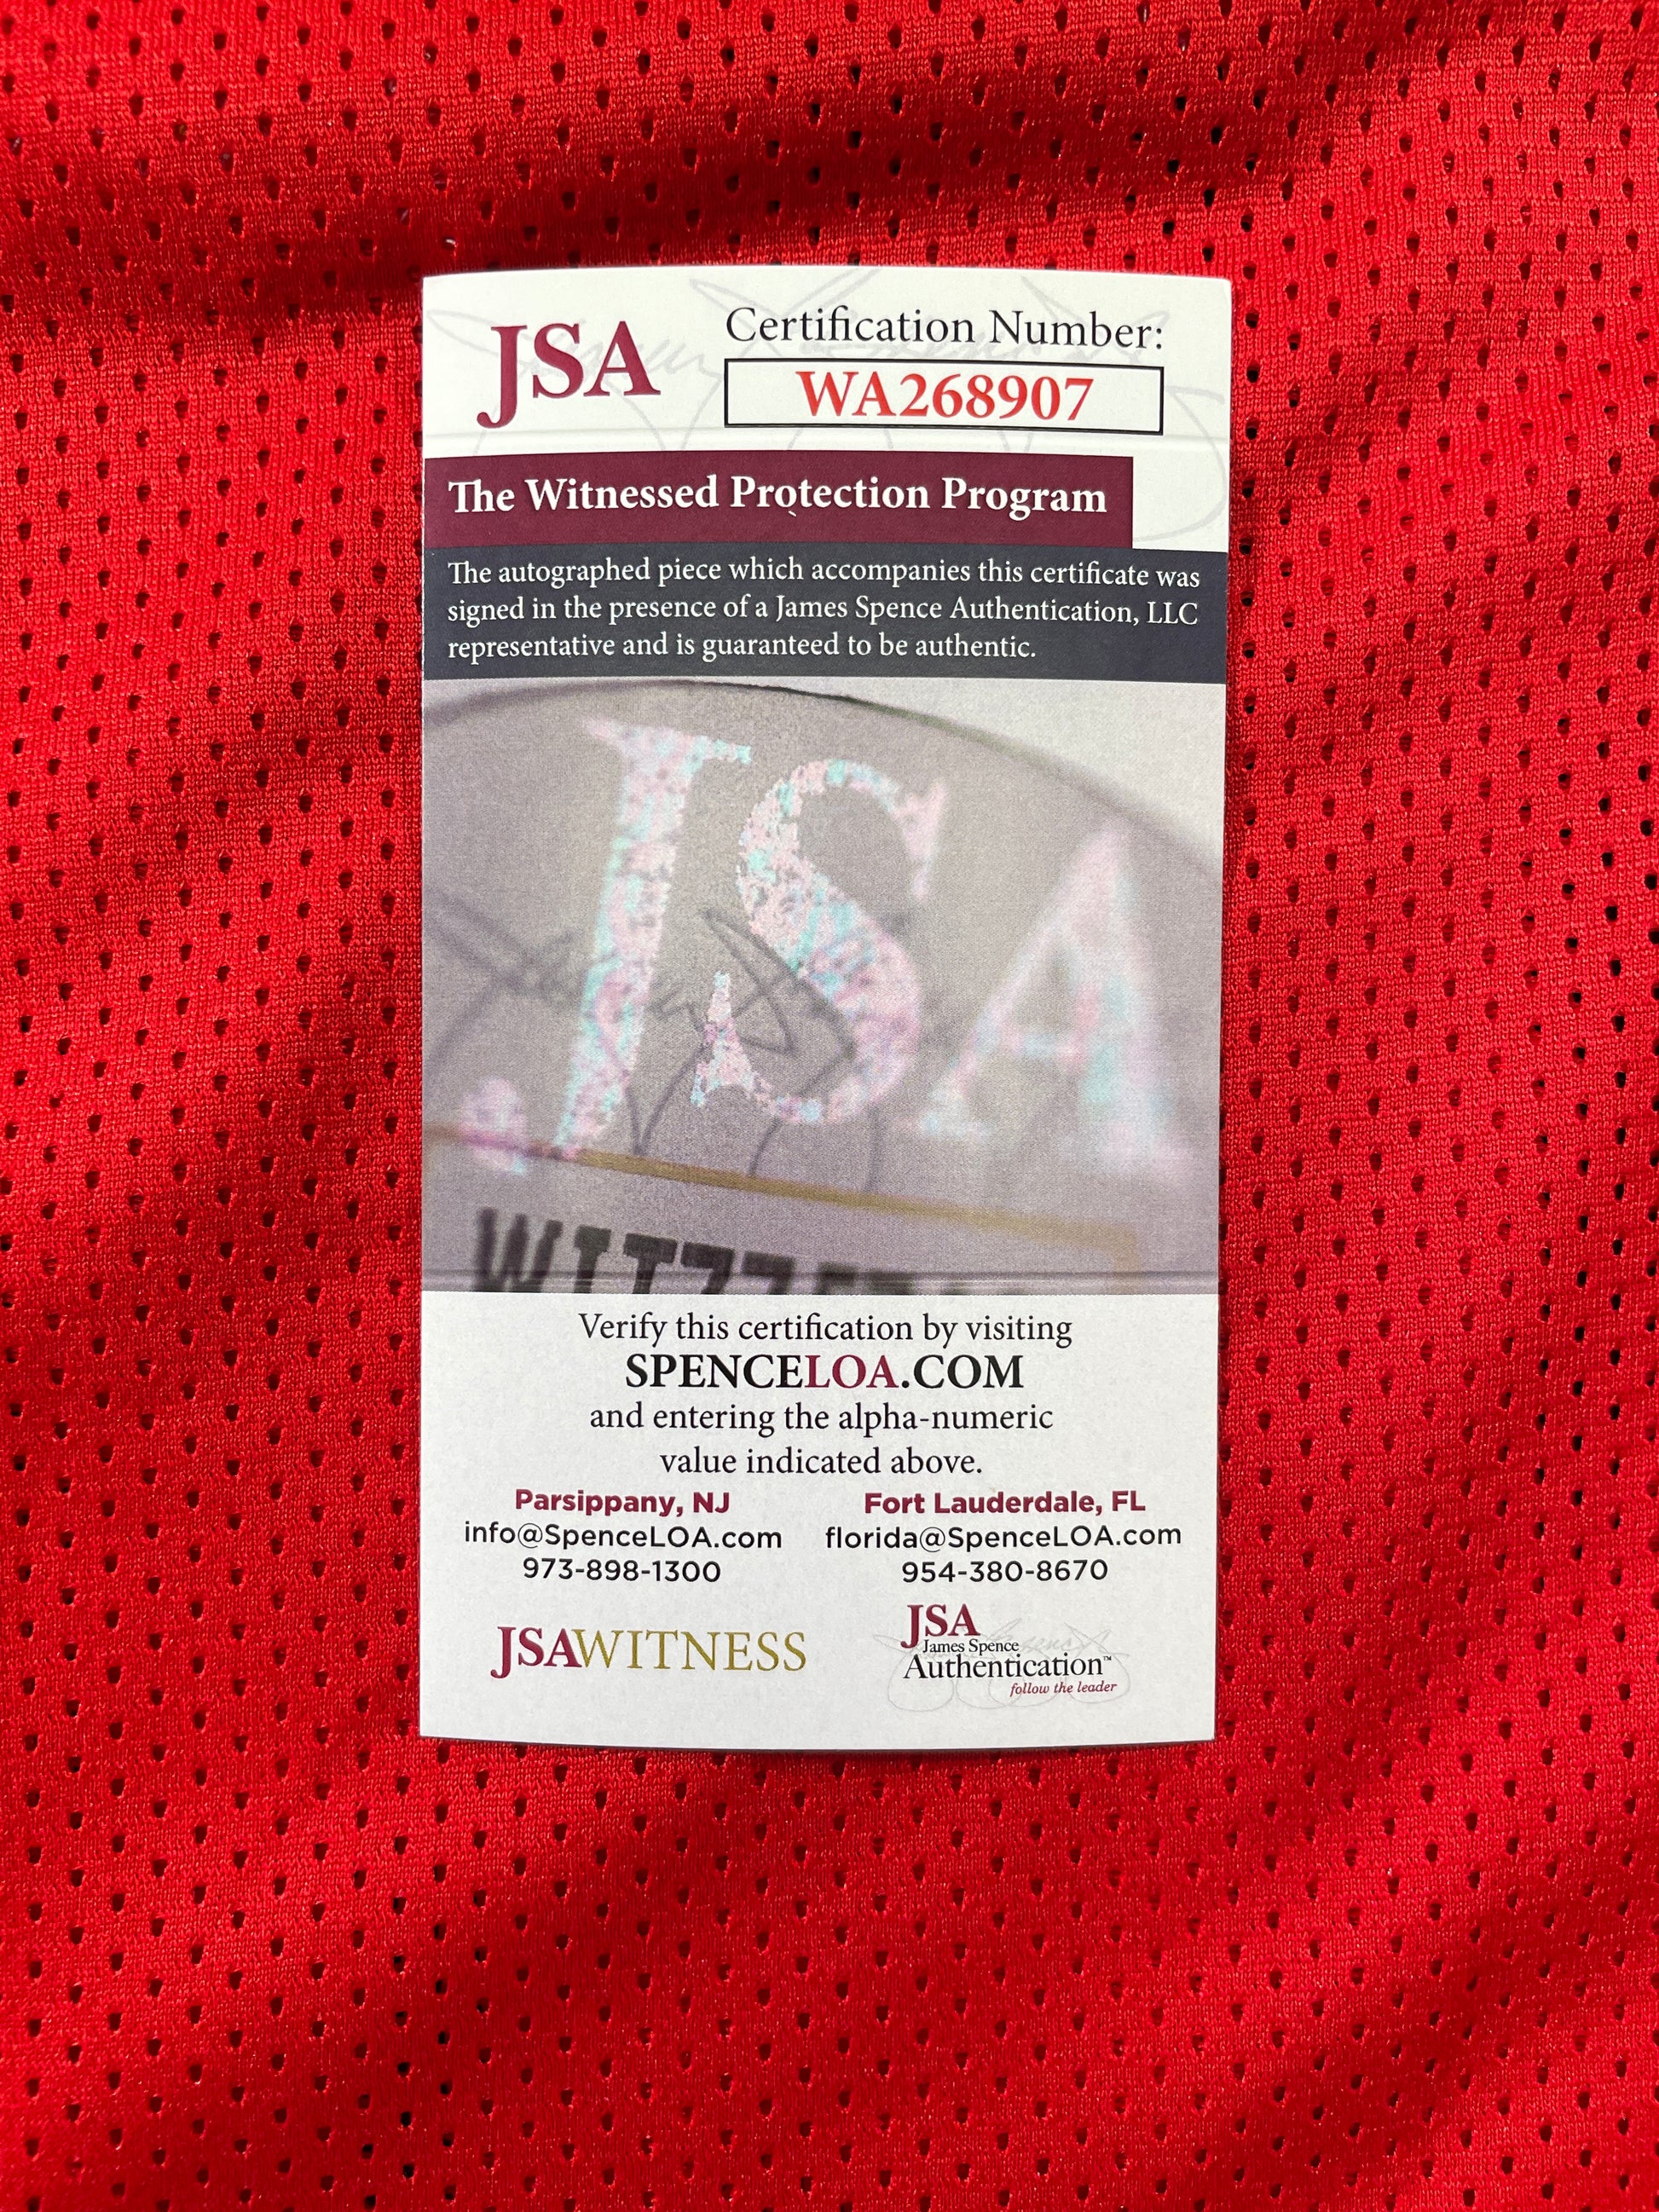 JSA
Certification Number:
WA268907
The Witnessed Protection Program
The autographed piece which accompanies this certificate was
signed in the presence of a James Spence Authentication, LLC
representative and is guaranteed to be authentic.
JSA
Verify this certification by visiting
SPENCELOA.COM
and entering the alpha-numeric
value indicated above.
Parsippany, NJ
info@SpenceLOA.com
973-898-1300
Fort Lauderdale, FL
florida@SpenceLOA.com
954-380-8670
JSAWITNESS
JSA
James Spence
Authentication™
follow the leader